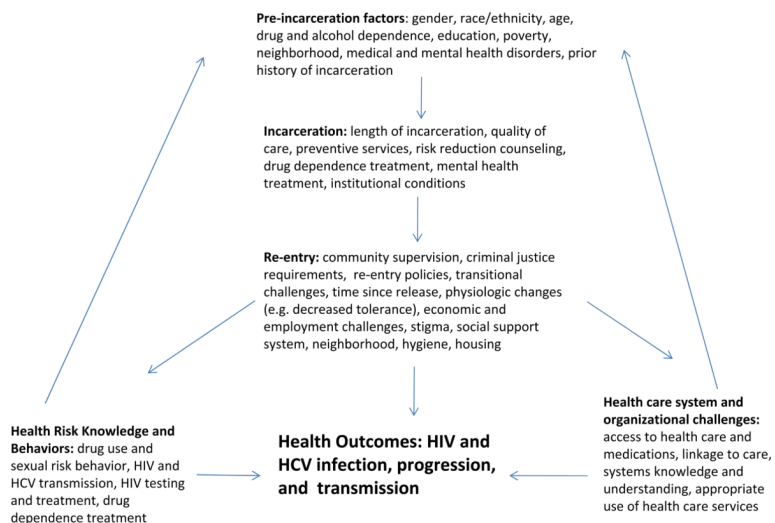 Pre-incarceration factors: gender, race/ethnicity, age,
drug and alcohol dependence, education, poverty,
neighborhood, medical and mental health disorders, prior
history of incarceration
Incarceration: length of incarceration, quality of
care, preventive services, risk reduction counseling,
drug dependence treatment, mental health
treatment, institutional conditions
Re-entry: community supervision, criminal justice
requirements, re-entry policies, transitional
challenges, time since release, physiologic changes
(e.g. decreased tolerance), economic and
employment challenges, stigma, social support
system, neighborhood, hygiene, housing
Health Risk Knowledge and
Behaviors: drug use and
sexual risk behavior, HIV and
HCV transmission, HIV testing
and treatment, drug
dependence treatment
Health Outcomes: HIV and
HCV infection, progression,
and transmission
Health care system and
organizational challenges:
access to health care and
medications, linkage to care,
systems knowledge and
understanding, appropriate
use of health care services